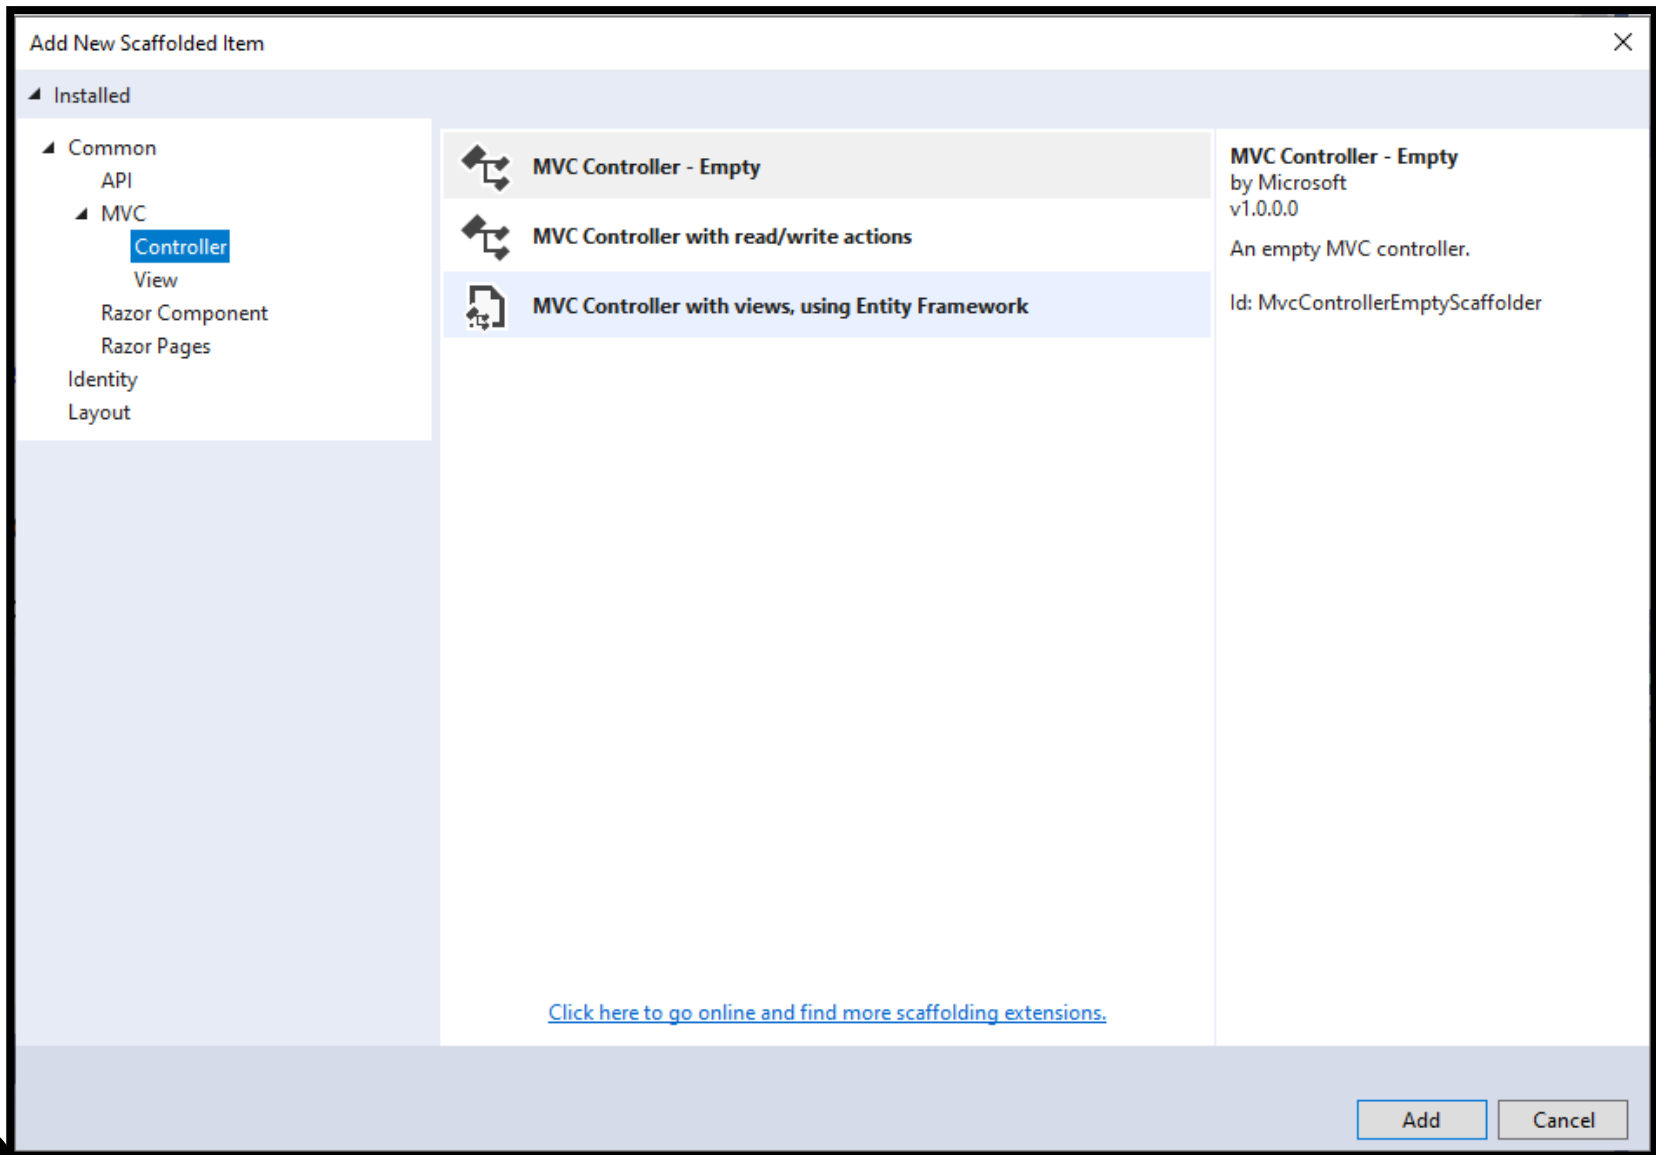 Add New Scaffolded Item
Installed
Common
API
MVC
Controller
View
Razor Component
Razor Pages
Identity
Layout
MVC Controller - Empty
MVC Controller with read/write actions
MVC Controller with views, using Entity Framework
Click here to go online and find more scaffolding extensions.
MVC Controller - Empty
by Microsoft
v1.0.0.0
An empty MVC controller.
Id: MvcControllerEmptyScaffolder
Add
Cancel